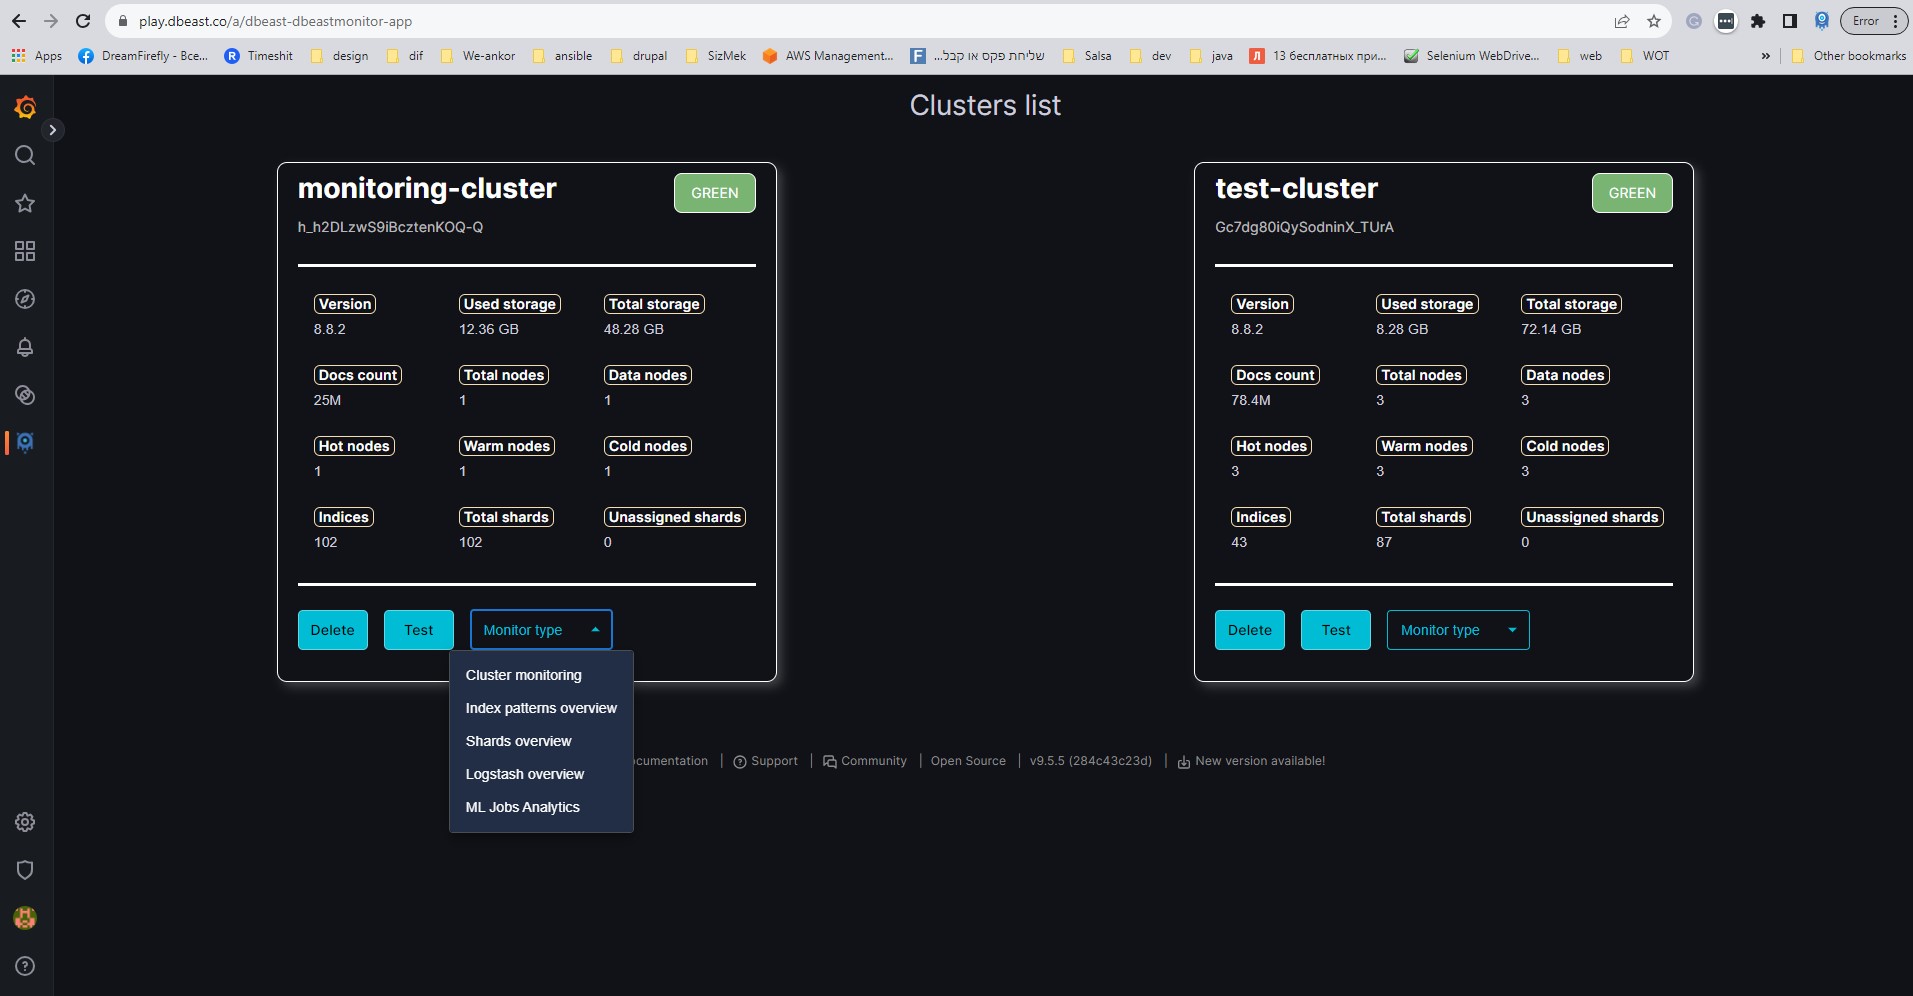 play.dbeast.co/a/dbeast-dbeastmonitor-app
Error
Apps
DreamFirefly - Все...
Timeshit
design
dif
We-ankor
ansible
drupal
SizMek
AWS Management...
שליחת פקס או קבל...
Salsa
dev
java
13 бесплатных при...
Selenium WebDrive...
web
WOT
»
Other bookmarks
Clusters list
monitoring-cluster
GREEN
h_h2DLzwS9iBcztenKOQ-Q
Version
Used storage
Total storage
8.8.2
12.36 GB
48.28 GB
Docs count
Total nodes
Data nodes
25M
1
1
Hot nodes
Warm nodes
Cold nodes
1
1
1
Indices
Total shards
Unassigned shards
102
102
0
Delete
Test
Monitor type
Cluster monitoring
Index patterns overview
Shards overview
Logstash overview
ML Jobs Analytics
test-cluster
GREEN
Gc7dg80iQySodninX_TUrA
Version
Used storage
Total storage
8.8.2
8.28 GB
72.14 GB
Docs count
Total nodes
Data nodes
78.4M
3
3
Hot nodes
Warm nodes
Cold nodes
3
3
3
Indices
Total shards
Unassigned shards
43
87
0
Delete
Test
Monitor type
ocumentation | Support | Community | Open Source | v9.5.5 (284c43c23d) | New version available!